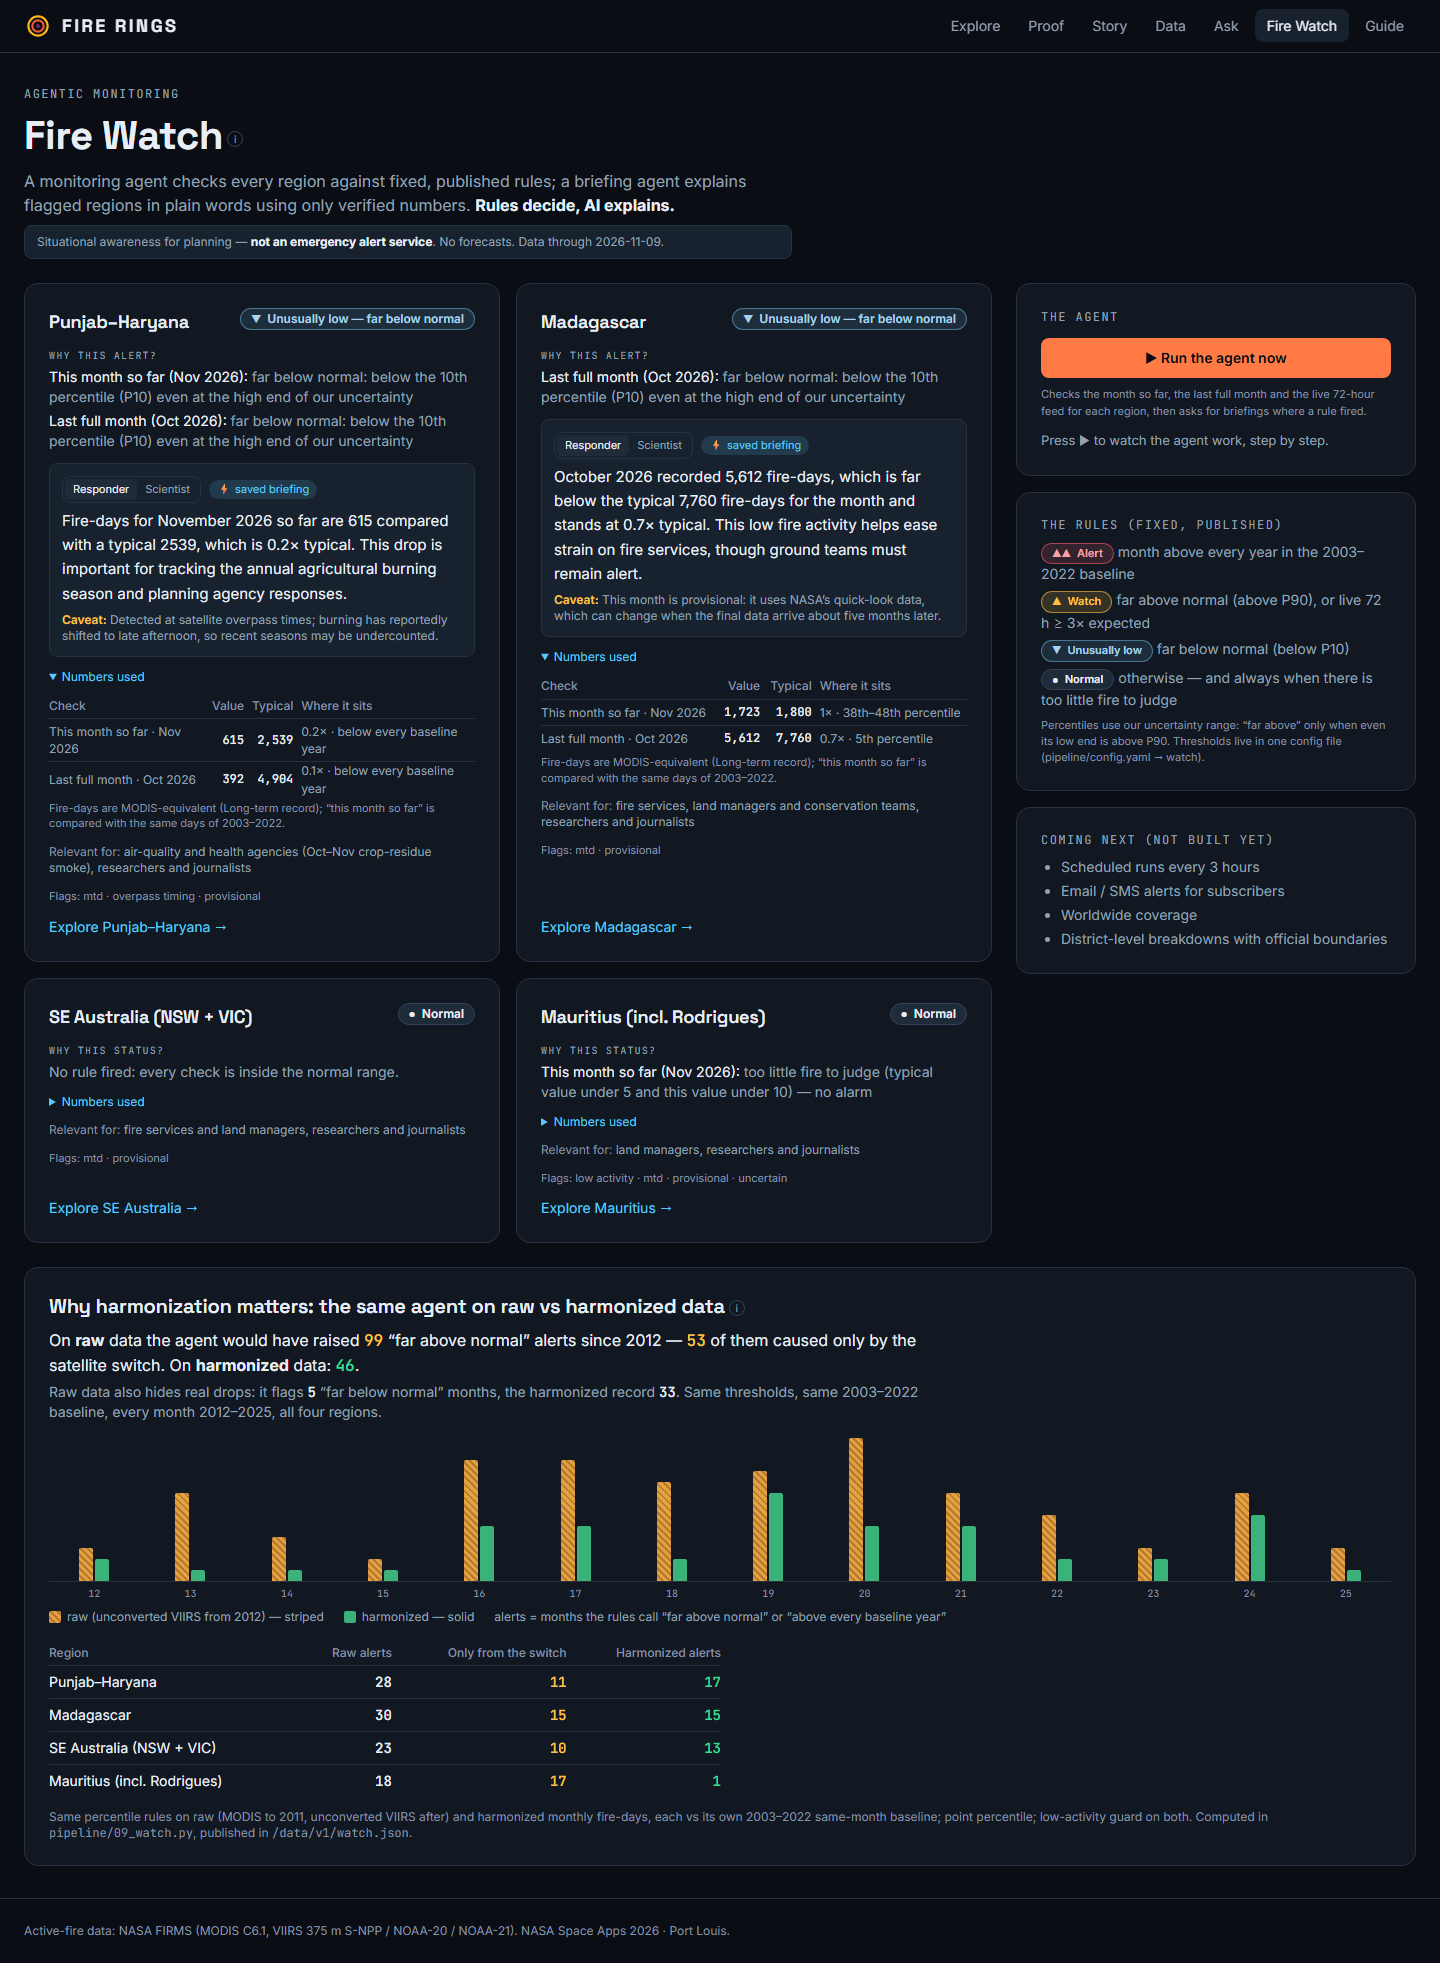 FIRE RINGS
Explore
Proof
Story
Data
Ask
Fire Watch
Guide
AGENTIC MONITORING
Fire Watch
A monitoring agent checks every region against fixed, published rules; a briefing agent explains
flagged regions in plain words using only verified numbers. Rules decide, AI explains.
Situational awareness for planning — not an emergency alert service. No forecasts. Data through 2026-11-09.
Punjab–Haryana
▼ Unusually low — far below normal
WHY THIS ALERT?
This month so far (Nov 2026): far below normal: below the 10th
percentile (P10) even at the high end of our uncertainty
Last full month (Oct 2026): far below normal: below the 10th
percentile (P10) even at the high end of our uncertainty
Responder Scientist saved briefing
Fire-days for November 2026 so far are 615 compared
with a typical 2539, which is 0.2× typical. This drop is
important for tracking the annual agricultural burning
season and planning agency responses.
Caveat: Detected at satellite overpass times; burning has reportedly
shifted to late afternoon, so recent seasons may be undercounted.
▼ Numbers used
Check Value Typical Where it sits
This month so far · Nov 2026 615 2,539 0.2× · below every baseline year
Last full month · Oct 2026 392 4,904 0.1× · below every baseline year
Fire-days are MODIS-equivalent (Long-term record); “this month so far” is
compared with the same days of 2003–2022.
Relevant for: air-quality and health agencies (Oct–Nov crop-residue
smoke), researchers and journalists
Flags: mtd · overpass timing · provisional
Explore Punjab–Haryana →
Madagascar
▼ Unusually low — far below normal
WHY THIS ALERT?
Last full month (Oct 2026): far below normal: below the 10th
percentile (P10) even at the high end of our uncertainty
Responder Scientist saved briefing
October 2026 recorded 5,612 fire-days, which is far
below the typical 7,760 fire-days for the month and
stands at 0.7× typical. This low fire activity helps ease
strain on fire services, though ground teams must
remain alert.
Caveat: This month is provisional: it uses NASA’s quick-look data,
which can change when the final data arrive about five months later.
▼ Numbers used
Check Value Typical Where it sits
This month so far · Nov 2026 1,723 1,800 1× · 38th–48th percentile
Last full month · Oct 2026 5,612 7,760 0.7× · 5th percentile
Fire-days are MODIS-equivalent (Long-term record); “this month so far” is
compared with the same days of 2003–2022.
Relevant for: fire services, land managers and conservation teams,
researchers and journalists
Flags: mtd · provisional
Explore Madagascar →
THE AGENT
▶ Run the agent now
Checks the month so far, the last full month and the live 72-hour
feed for each region, then asks for briefings where a rule fired.
Press ▶ to watch the agent work, step by step.
THE RULES (FIXED, PUBLISHED)
▲▲ Alert month above every year in the 2003–
2022 baseline
▲ Watch far above normal (above P90), or live 72
h ≥ 3× expected
▼ Unusually low far below normal (below P10)
● Normal otherwise — and always when there is
too little fire to judge
Percentiles use our uncertainty range: “far above” only when even
its low end is above P90. Thresholds live in one config file
(pipeline/config.yaml → watch).
COMING NEXT (NOT BUILT YET)
• Scheduled runs every 3 hours
• Email / SMS alerts for subscribers
• Worldwide coverage
• District-level breakdowns with official boundaries
SE Australia (NSW + VIC)
● Normal
WHY THIS STATUS?
No rule fired: every check is inside the normal range.
▶ Numbers used
Relevant for: fire services and land managers, researchers and journalists
Flags: mtd · provisional
Explore SE Australia →
Mauritius (incl. Rodrigues)
● Normal
WHY THIS STATUS?
This month so far (Nov 2026): too little fire to judge (typical
value under 5 and this value under 10) — no alarm
▶ Numbers used
Relevant for: land managers, researchers and journalists
Flags: low activity · mtd · provisional · uncertain
Explore Mauritius →
Why harmonization matters: the same agent on raw vs harmonized data
On raw data the agent would have raised 99 “far above normal” alerts since 2012 — 53 of them caused only by the
satellite switch. On harmonized data: 46.
Raw data also hides real drops: it flags 5 “far below normal” months, the harmonized record 33. Same thresholds, same 2003–2022
baseline, every month 2012–2025, all four regions.
12 13 14 15 16 17 18 19 20 21 22 23 24 25
raw (unconverted VIIRS from 2012) — striped
harmonized — solid
alerts = months the rules call “far above normal” or “above every baseline year”
Region Raw alerts Only from the switch Harmonized alerts
Punjab–Haryana 28 11 17
Madagascar 30 15 15
SE Australia (NSW + VIC) 23 10 13
Mauritius (incl. Rodrigues) 18 17 1
Same percentile rules on raw (MODIS to 2011, unconverted VIIRS after) and harmonized monthly fire-days, each vs its own 2003–2022 same-month baseline; point percentile; low-activity guard on both. Computed in
pipeline/09_watch.py, published in /data/v1/watch.json.
Active-fire data: NASA FIRMS (MODIS C6.1, VIIRS 375 m S-NPP / NOAA-20 / NOAA-21). NASA Space Apps 2026 · Port Louis.